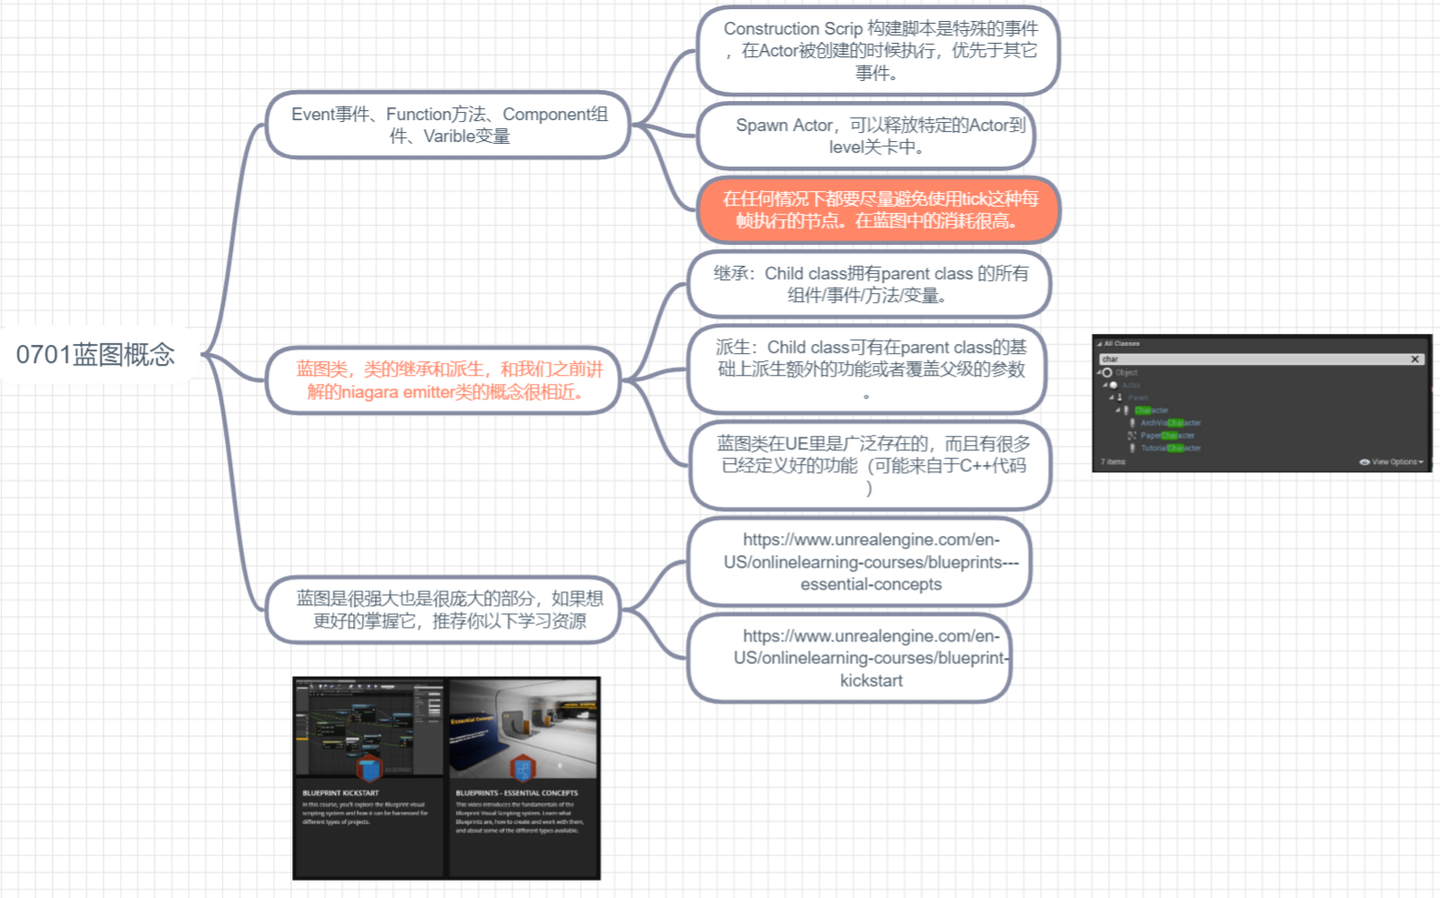 0701蓝图概念
Event事件、Function方法、Component组
件、Varible变量
Construction Scrip 构建脚本是特殊的事件
，在Actor被创建的时候执行，优先于其它
事件。
Spawn Actor，可以释放特定的Actor到
level关卡中。
在任何情况下都要尽量避免使用tick这种每
帧执行的节点。在蓝图中的消耗很高。
蓝图类，类的继承和派生，和我们之前讲
解的niagara emitter类的概念很相近。
继承：Child class拥有parent class 的所有
组件/事件/方法/变量。
派生：Child class可有在parent class的基
础上派生额外的功能或者覆盖父级的参数
。
蓝图类在UE里是广泛存在的，而且有很多
已经定义好的功能（可能来自于C++代码
）
All Classes
char
Object
Actor
Pawn
Character
ArchVisCharacter
PaperCharacter
TutorialCharacter
7 items
View Options
蓝图是很强大也是很庞大的部分，如果想
更好的掌握它，推荐你以下学习资源
https://www.unrealengine.com/en-
US/onlinelearning-courses/blueprints---
essential-concepts
https://www.unrealengine.com/en-
US/onlinelearning-courses/blueprint-
kickstart
Essential Concepts
BLUEPRINT KICKSTART
In this course, you'll explore the Blueprint visual
scripting system and how it can be harnessed for
different types of projects.
BLUEPRINTS - ESSENTIAL CONCEPTS
This video introduces the fundamentals of the
Blueprint Visual Scripting system. Learn what
Blueprints are, how to create and work with them,
and about some of the different types available.